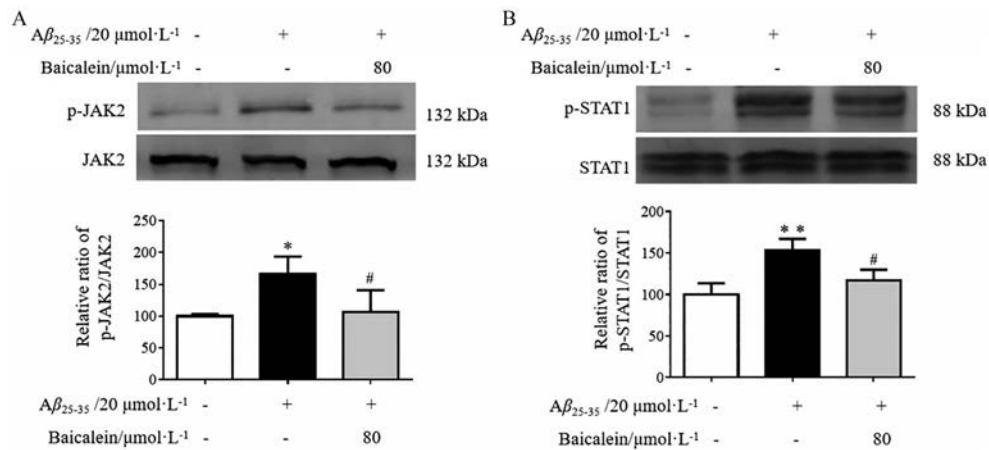 A
Aβ25-35 /20 μmol·L-1 - + +
Baicalein/μmol·L-1 - - 80
p-JAK2 132 kDa
JAK2 132 kDa
Relative ratio of
p-JAK2/JAK2
250
200
150
100
50
0
*
#
Aβ25-35 /20 μmol·L-1 - + +
Baicalein/μmol·L-1 - - 80
B
Aβ25-35 /20 μmol·L-1 - + +
Baicalein/μmol·L-1 - - 80
p-STAT1 88 kDa
STAT1 88 kDa
Relative ratio of
p-STAT1/STAT1
200
150
100
50
0
* *
#
Aβ25-35 /20 μmol·L-1 - + +
Baicalein/μmol·L-1 - - 80